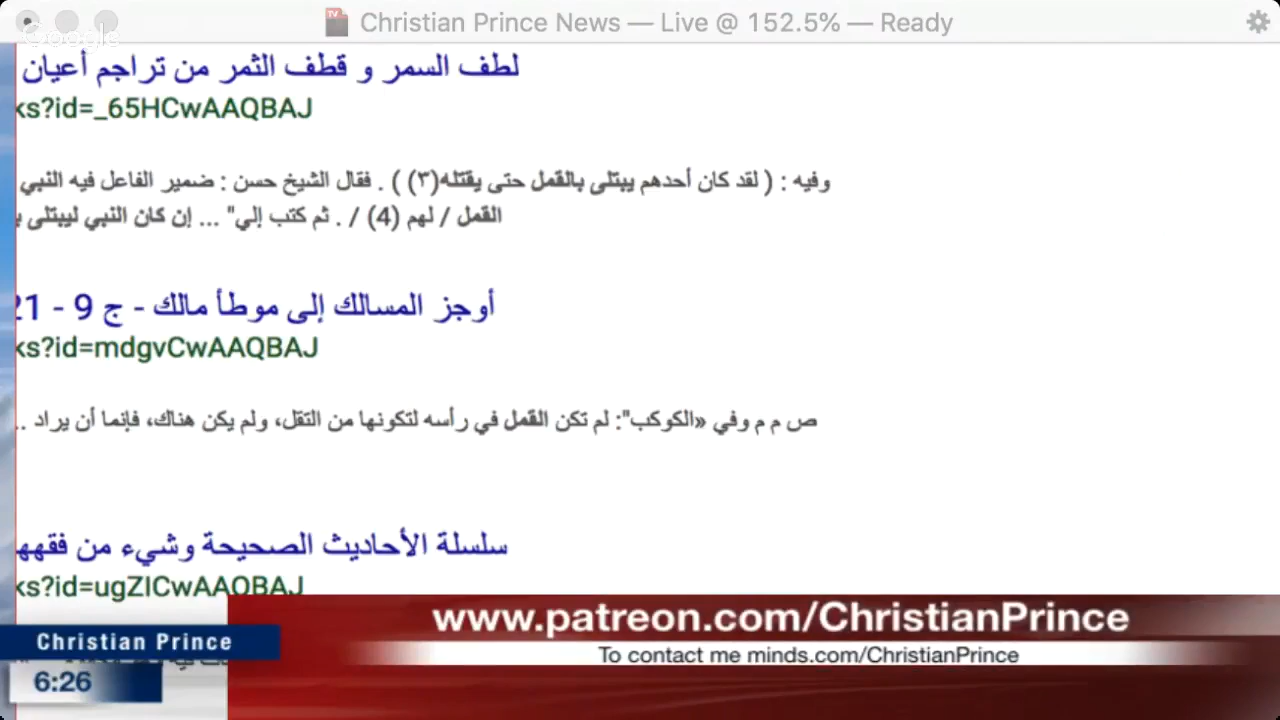 Christian Prince News — Live @ 152.5% — Ready
Google
لطف السمر و قطف الثمر من تراجم أعيان
ks?id=_65HCwAAQBAJ
وفيه : ( لقد كان أحدهم يبتلى بالقمل حتى يقتله(٣) ) . فقال الشيخ حسن : ضمير الفاعل فيه النبي
القمل / لهم (4) / . ثم كتب إلي" ... إن كان النبي ليبتلى
أوجز المسالك إلى موطأ مالك - ج 9 - 21
ks?id=mdgvCwAAQBAJ
ص م م وفي «الكوكب": لم تكن القمل في رأسه لتكونها من التقل، ولم يكن هناك، فإنما أن يراد ..
سلسلة الأحاديث الصحيحة وشيء من فقهه
ks?id=ugZICwAAQBAJ
www.patreon.com/ChristianPrince
Christian Prince
To contact me minds.com/ChristianPrince
6:26